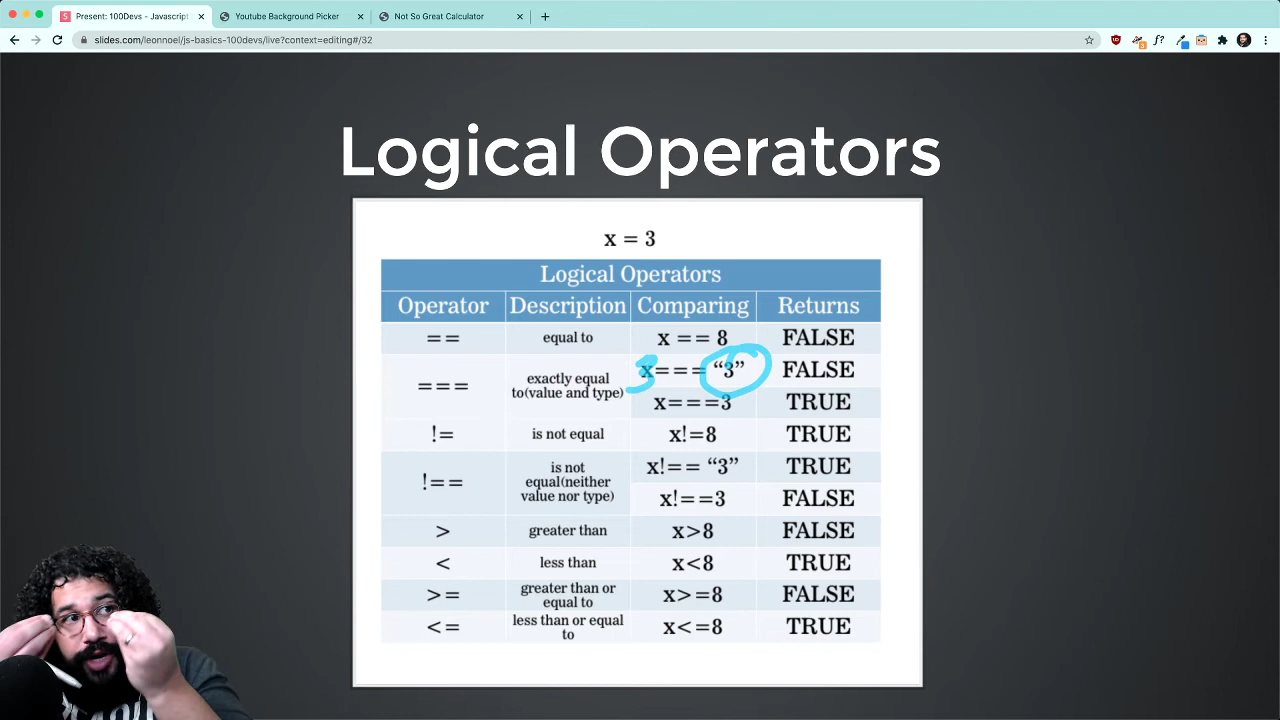 Present: 100Devs - Javascript
Youtube Background Picker
Not So Great Calculator
slides.com/leonnoel/js-basics-100devs/live?context=editing#/32
Logical Operators
x = 3
Logical Operators
Operator Description Comparing Returns
== equal to x == 8 FALSE
=== exactly equal to(value and type) x=== “3” FALSE
3
x===3 TRUE
!= is not equal x!=8 TRUE
!== is not equal(neither value nor type) x!== “3” TRUE
x!==3 FALSE
> greater than x>8 FALSE
< less than x<8 TRUE
>= greater than or equal to x>=8 FALSE
<= less than or equal to x<=8 TRUE